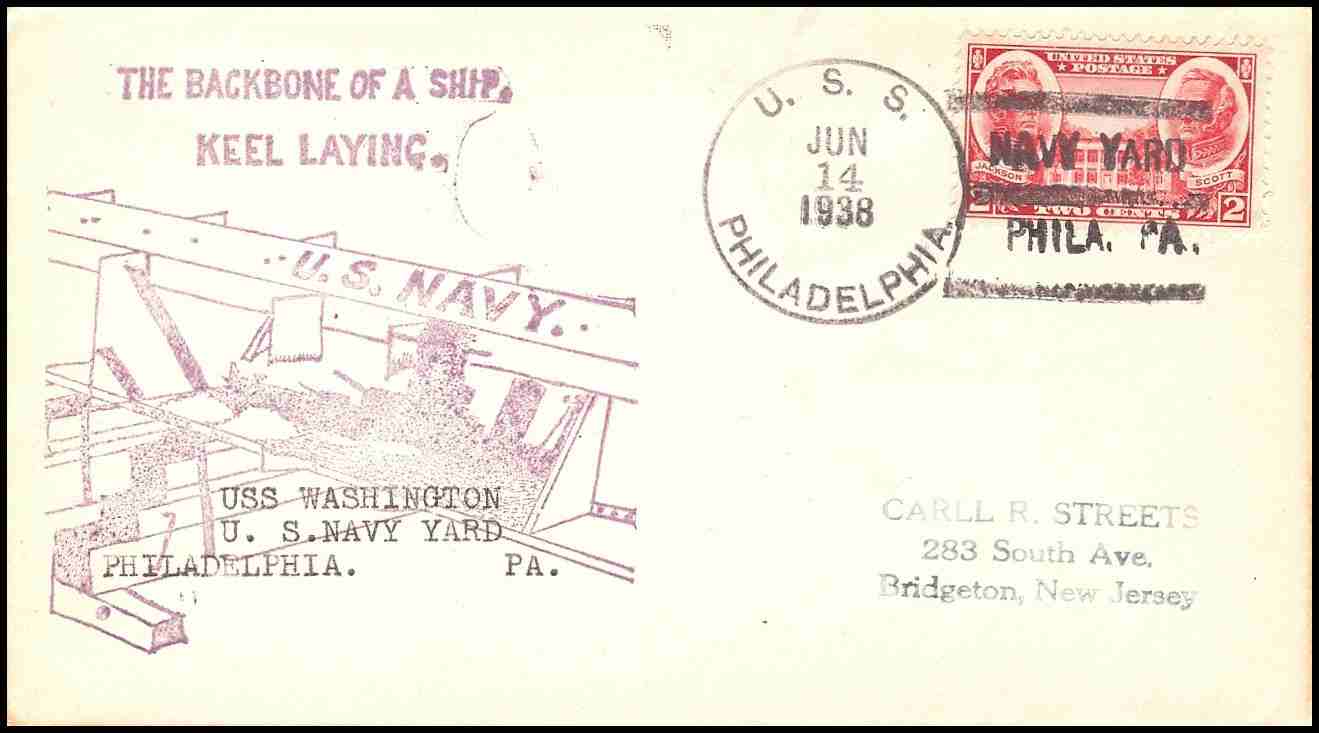 THE BACKBONE OF A SHIP.
KEEL LAYING.
U.S. NAVY.
USS WASHINGTON
U. S.NAVY YARD
PHILADELPHIA. PA.
U. S. S.
JUN
14
1938
PHILADELPHIA.
UNITED STATES
POSTAGE
JACKSON
SCOTT
2 TWO CENTS 2
NAVY YARD
PHILA. PA.
CARLL R. STREETS
283 South Ave.
Bridgeton, New Jersey